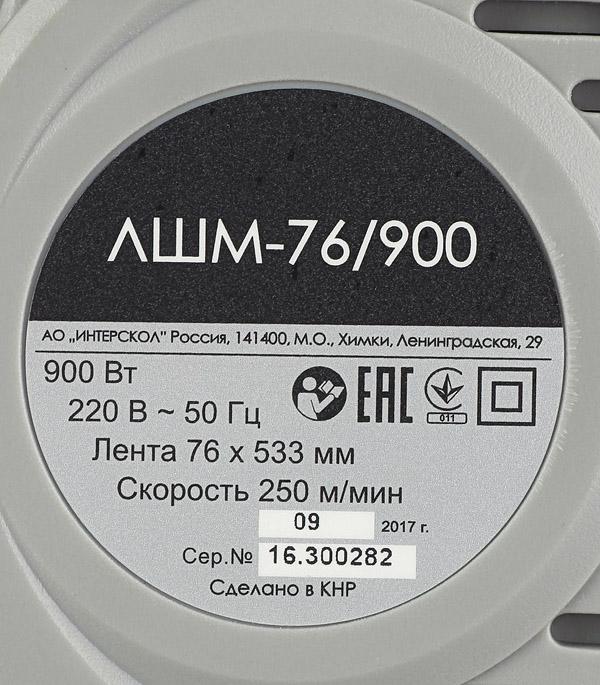 ЛШМ-76/900
АО „ИНТЕРСКОЛ" Россия, 141400, М.О., Химки, Ленинградская, 29
900 Вт
220 В ~ 50 Гц
EAC
011
Лента 76 х 533 мм
Скорость 250 м/мин
09 2017 г.
Сер.№ 16.300282
Сделано в КНР